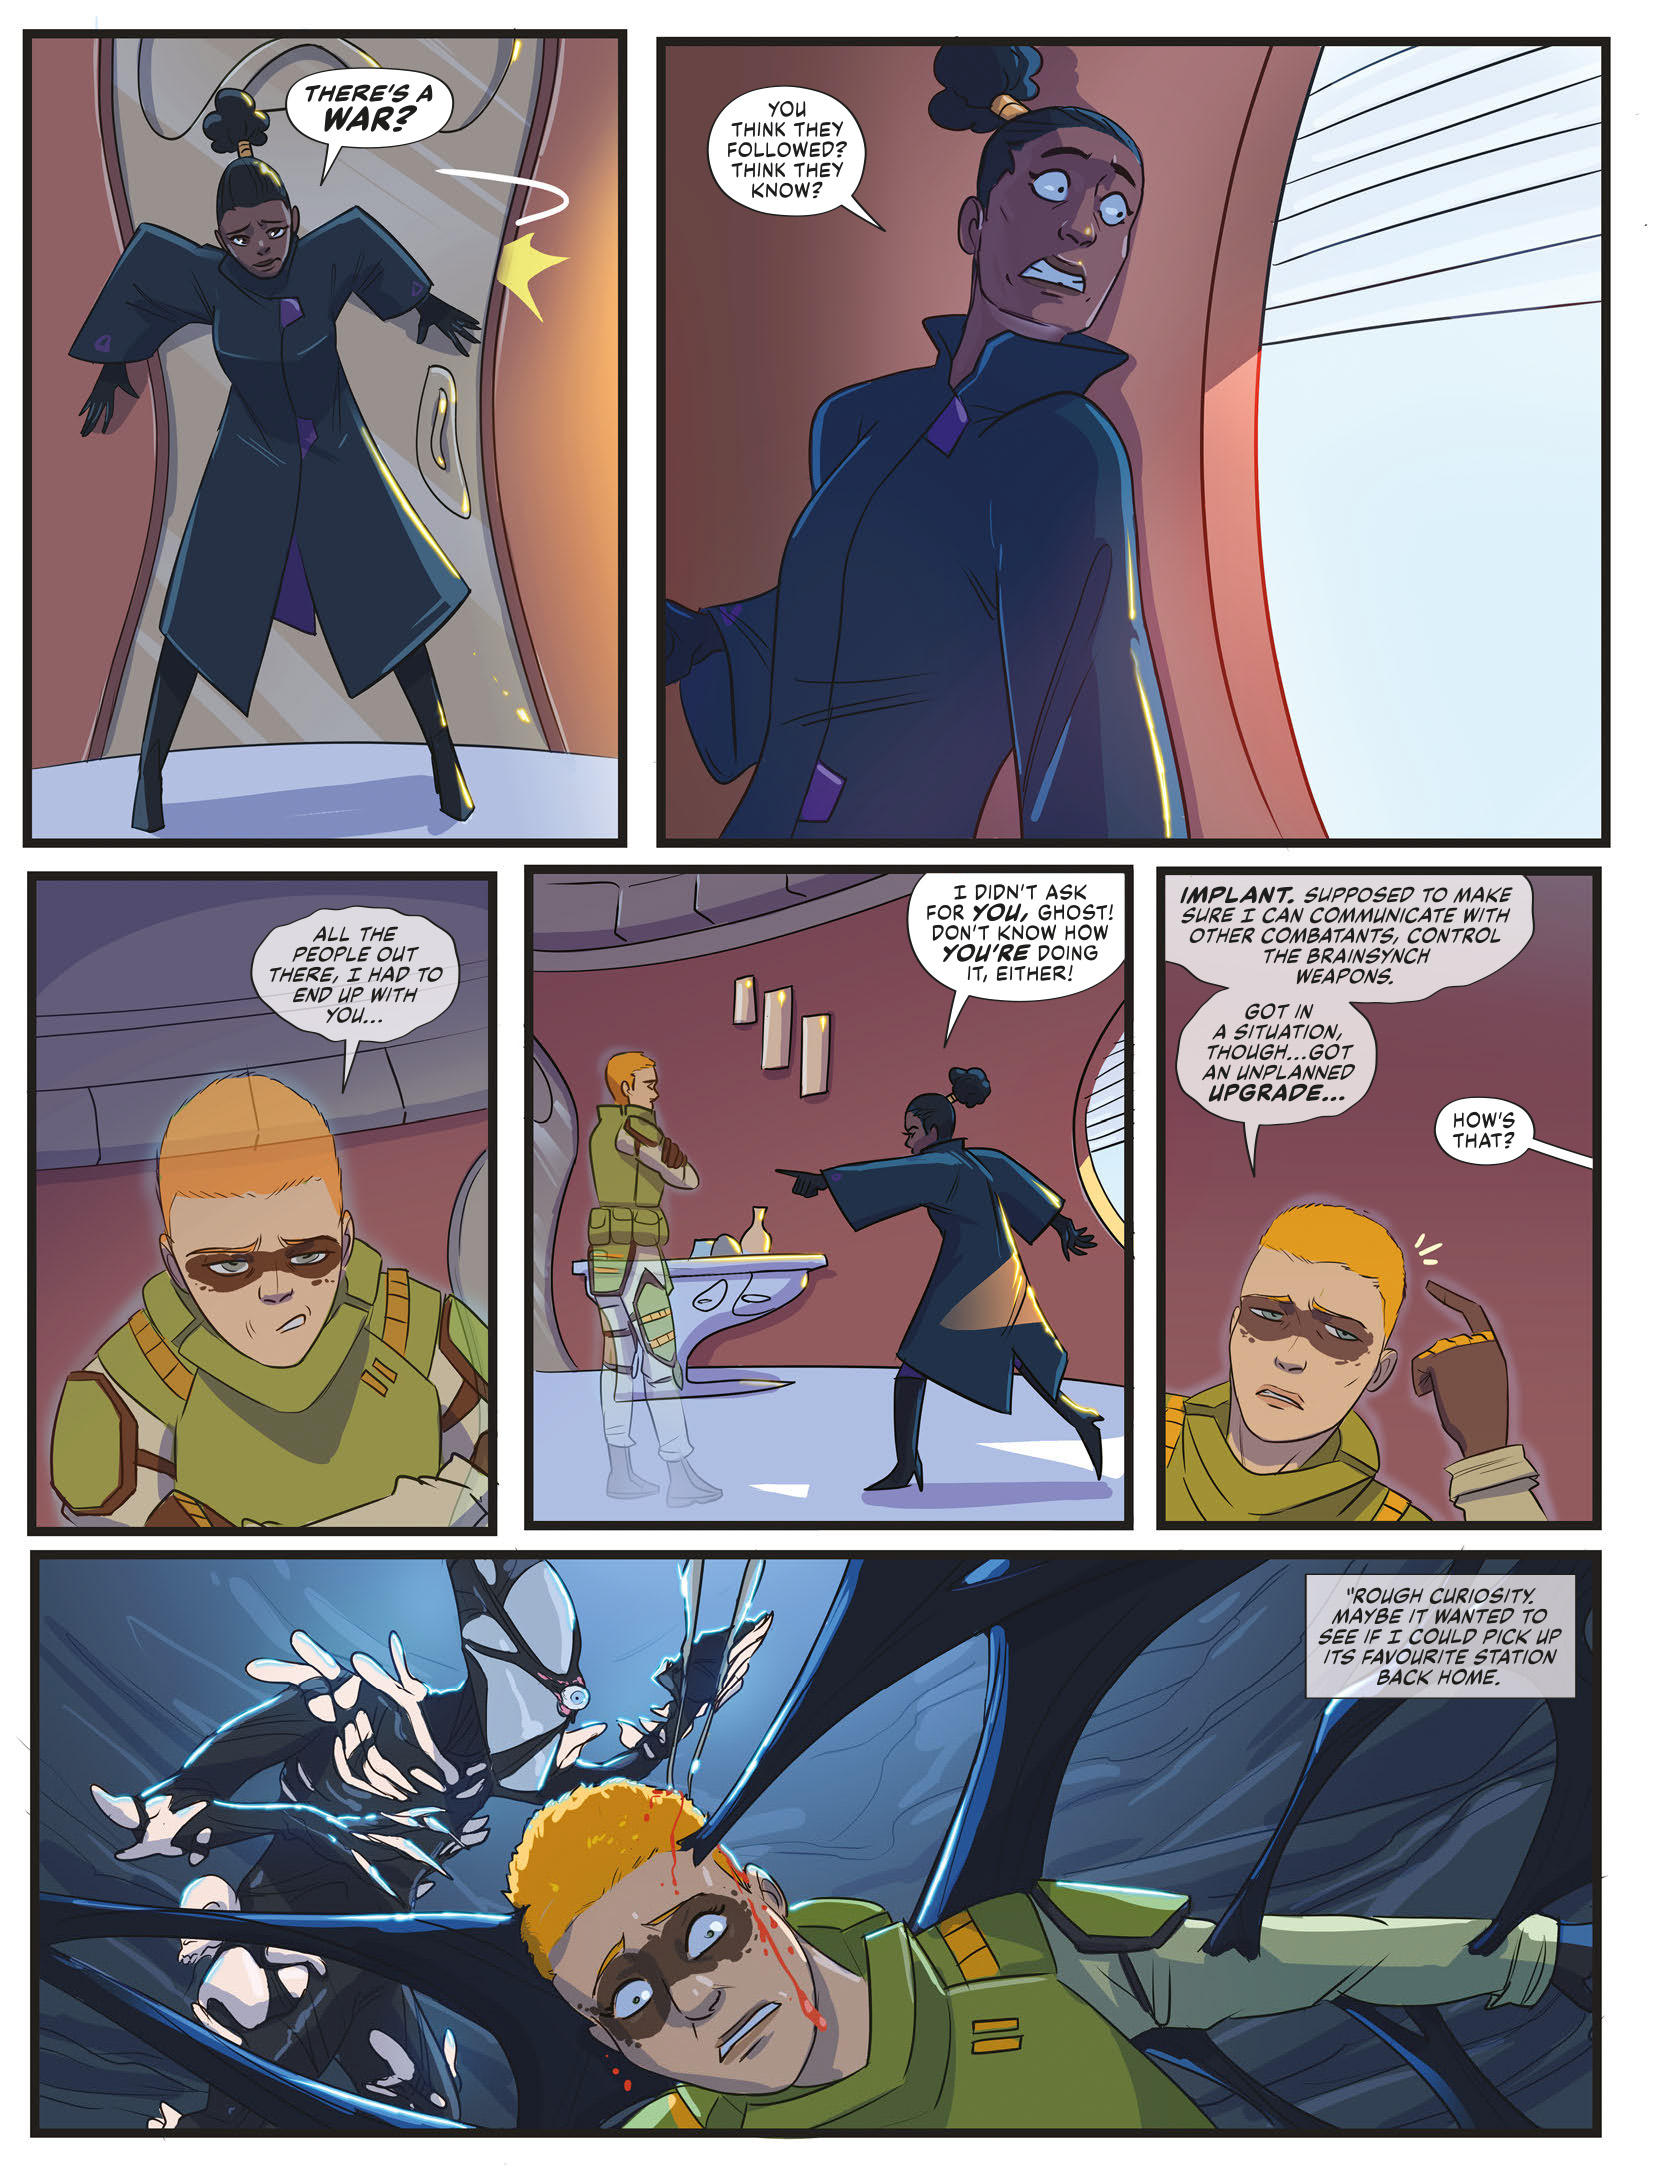 THERE'S A
WAR?
YOU
THINK THEY
FOLLOWED?
THINK THEY
KNOW?
ALL THE
PEOPLE OUT
THERE, I HAD TO
END UP WITH
YOU...
I DIDN'T ASK
FOR YOU, GHOST!
DON'T KNOW HOW
YOU'RE DOING
IT, EITHER!
IMPLANT. SUPPOSED TO MAKE
SURE I CAN COMMUNICATE WITH
OTHER COMBATANTS, CONTROL
THE BRAINSYNCH
WEAPONS.
GOT IN
A SITUATION,
THOUGH...GOT
AN UNPLANNED
UPGRADE...
HOW'S
THAT?
"ROUGH CURIOSITY.
MAYBE IT WANTED TO
SEE IF I COULD PICK UP
ITS FAVOURITE STATION
BACK HOME.